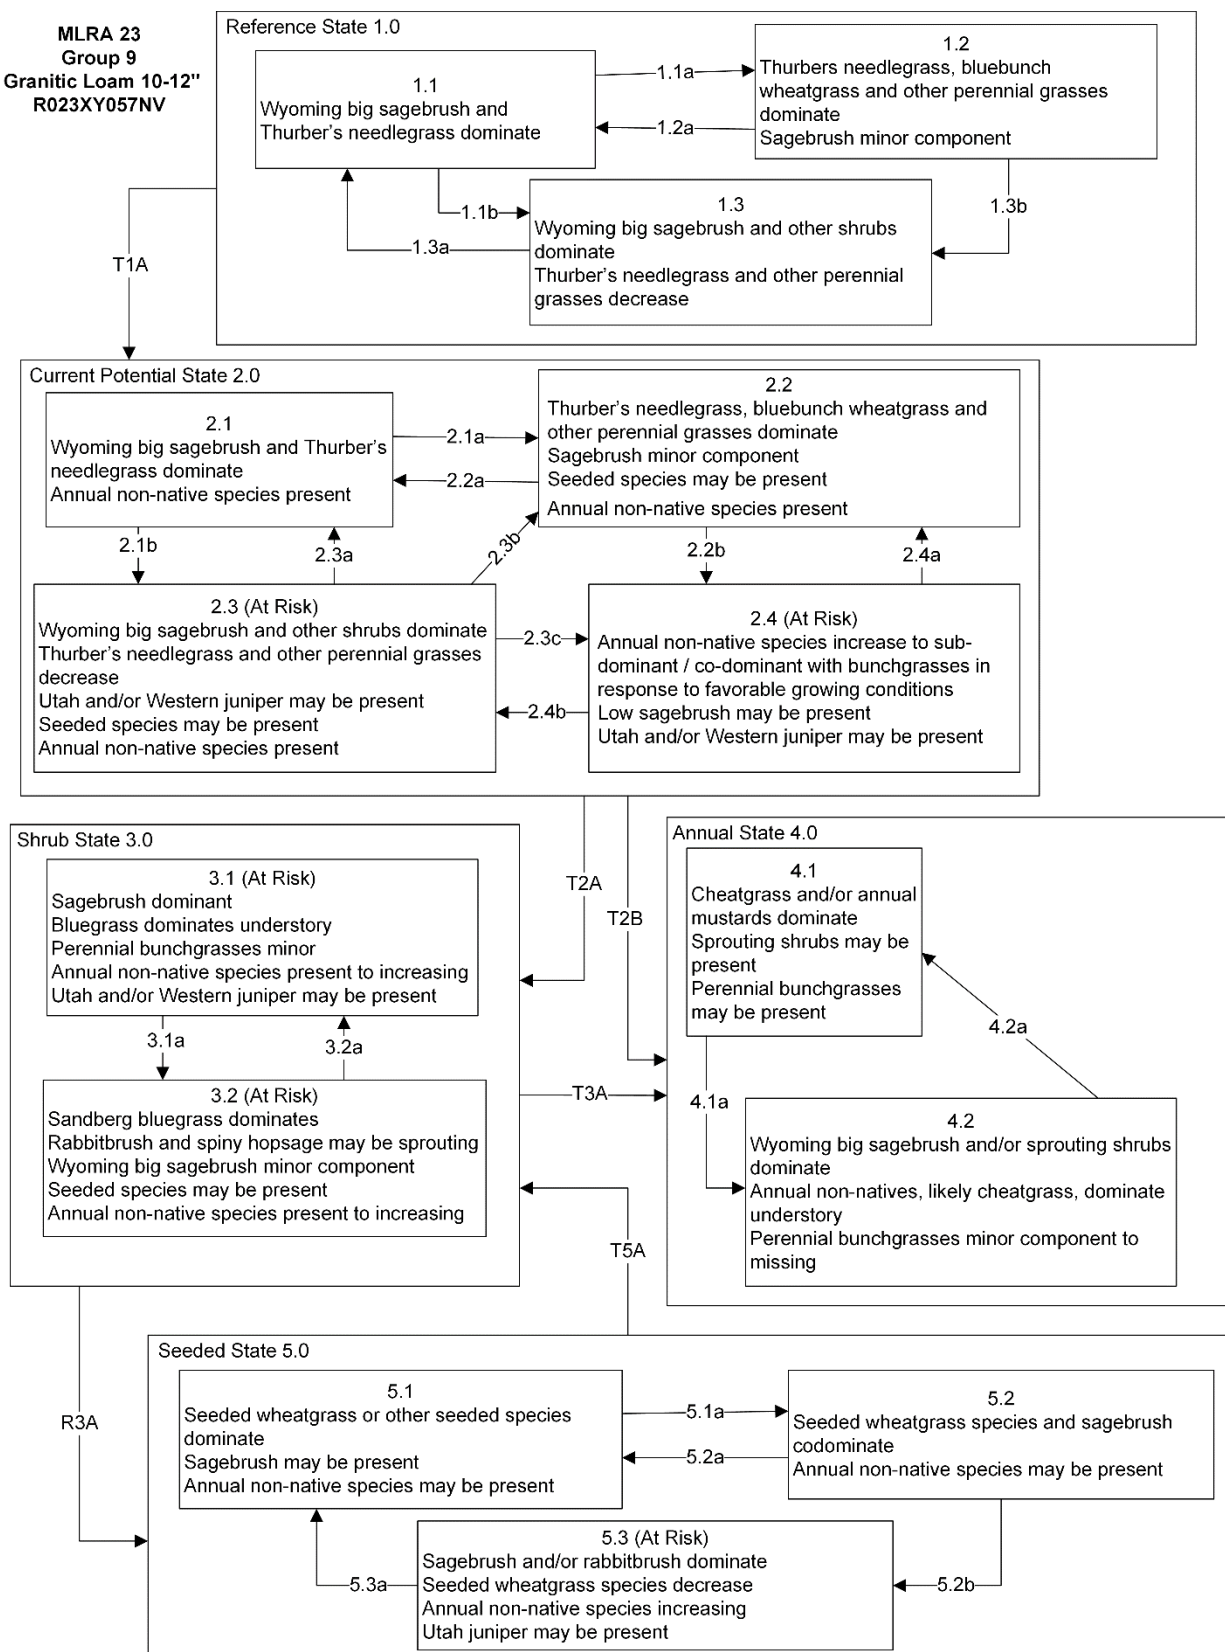 MLRA 23
Group 9
Granitic Loam 10-12"
R023XY057NV
Reference State 1.0
1.1
Wyoming big sagebrush and
Thurber's needlegrass dominate
1.1a
1.2a
1.2
Thurbers needlegrass, bluebunch
wheatgrass and other perennial grasses
dominate
Sagebrush minor component
1.1b
1.3a
1.3
Wyoming big sagebrush and other shrubs
dominate
Thurber's needlegrass and other perennial
grasses decrease
1.3b
T1A
Current Potential State 2.0
2.1
Wyoming big sagebrush and Thurber's
needlegrass dominate
Annual non-native species present
2.1a
2.2a
2.2
Thurber's needlegrass, bluebunch wheatgrass and
other perennial grasses dominate
Sagebrush minor component
Seeded species may be present
Annual non-native species present
2.1b
2.3a
2.3b
2.2b
2.4a
2.3 (At Risk)
Wyoming big sagebrush and other shrubs dominate
Thurber's needlegrass and other perennial grasses
decrease
Utah and/or Western juniper may be present
Seeded species may be present
Annual non-native species present
2.3c
2.4b
2.4 (At Risk)
Annual non-native species increase to sub-
dominant / co-dominant with bunchgrasses in
response to favorable growing conditions
Low sagebrush may be present
Utah and/or Western juniper may be present
T2A
T2B
Shrub State 3.0
3.1 (At Risk)
Sagebrush dominant
Bluegrass dominates understory
Perennial bunchgrasses minor
Annual non-native species present to increasing
Utah and/or Western juniper may be present
3.1a
3.2a
3.2 (At Risk)
Sandberg bluegrass dominates
Rabbitbrush and spiny hopsage may be sprouting
Wyoming big sagebrush minor component
Seeded species may be present
Annual non-native species present to increasing
T3A
Annual State 4.0
4.1
Cheatgrass and/or annual
mustards dominate
Sprouting shrubs may be
present
Perennial bunchgrasses
may be present
4.1a
4.2a
4.2
Wyoming big sagebrush and/or sprouting shrubs
dominate
Annual non-natives, likely cheatgrass, dominate
understory
Perennial bunchgrasses minor component to
missing
T5A
R3A
Seeded State 5.0
5.1
Seeded wheatgrass or other seeded species
dominate
Sagebrush may be present
Annual non-native species may be present
5.1a
5.2a
5.2
Seeded wheatgrass species and sagebrush
codominate
Annual non-native species may be present
5.3a
5.3 (At Risk)
Sagebrush and/or rabbitbrush dominate
Seeded wheatgrass species decrease
Annual non-native species increasing
Utah juniper may be present
5.2b